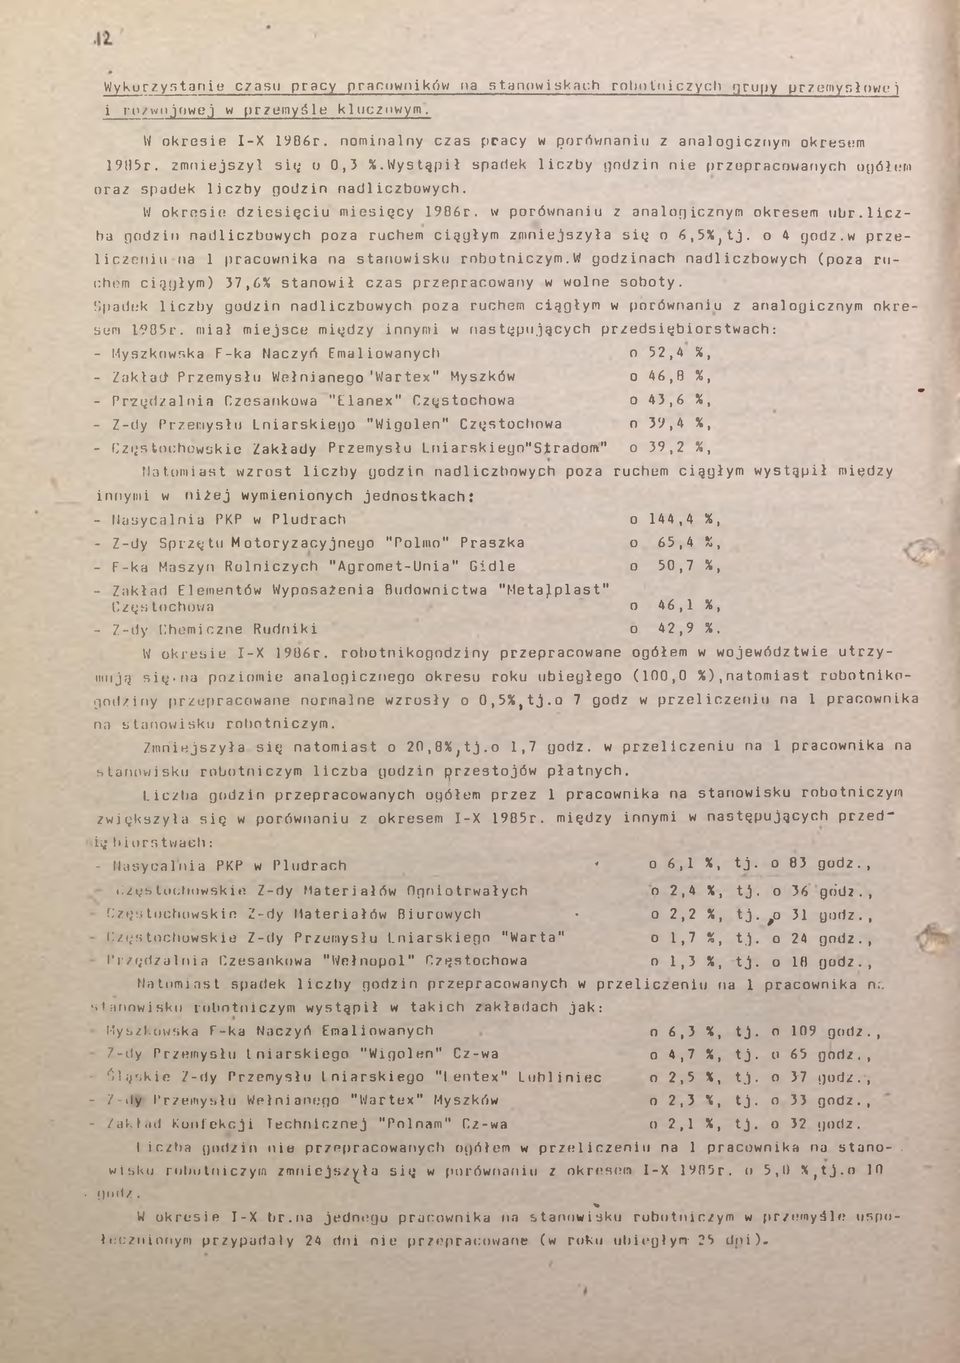 12
Wykorzystanie czasu pracy pracowników na stanowiskach robotniczych grupy przemysłowej
i rozwojowej w przemyśle kluczowym.
W okresie I-X 1986r. nominalny czas pracy w porównaniu z analogicznym okresem
1985r. zmniejszył się o 0,3 %.Wystąpił spadek liczby godzin nie przepracowanych ogółem
oraz spadek liczby godzin nadliczbowych.
W okresie dziesięciu miesięcy 1986r. w porównaniu z analogicznym okresem ubr.licz-
ba godzin nadliczbowych poza ruchem ciągłym zmniejszyła się o 6,5%,tj. o 4 godz.w prze-
liczeniu na 1 pracownika na stanowisku robotniczym.W godzinach nadliczbowych (poza ru-
chem ciągłym) 37,6% stanowił czas przepracowany w wolne soboty.
Spadek liczby godzin nadliczbowych poza ruchem ciągłym w porównaniu z analogicznym okre-
sem 1985r. miał miejsce między innymi w następujących przedsiębiorstwach:
- Myszkowska F-ka Naczyń Emaliowanych o 52,4 %,
- Zakład Przemysłu Wełnianego "Wartex" Myszków o 46,8 %,
- Przędzalnia Czesankowa "Elanex" Częstochowa o 43,6 %,
- Z-dy Przemysłu Lniarskiego "Wigolen" Częstochowa o 39,4 %,
- Częstochowskie Zakłady Przemysłu Lniarskiego"Stradom" o 39,2 %,
Natomiast wzrost liczby godzin nadliczbowych poza ruchem ciągłym wystąpił między
innymi w niżej wymienionych jednostkach:
- Nasycalnia PKP w Pludrach o 144,4 %,
- Z-dy Sprzętu Motoryzacyjnego "Polmo" Praszka o 65,4 %,
- F-ka Maszyn Rolniczych "Agromet-Unia" Gidle o 50,7 %,
- Zakład Elementów Wyposażenia Budownictwa "Metalplast"
Częstochowa o 46,1 %,
- Z-dy Chemiczne Rudniki o 42,9 %.
W okresie I-X 1986r. robotnikogodziny przepracowane ogółem w województwie utrzy-
mują się na poziomie analogicznego okresu roku ubiegłego (100,0 %),natomiast robotniko-
godziny przepracowane normalne wzrosły o 0,5%,tj.o 7 godz w przeliczeniu na 1 pracownika
na stanowisku robotniczym.
Zmniejszyła się natomiast o 20,8%,tj.o 1,7 godz. w przeliczeniu na 1 pracownika na
stanowisku robotniczym liczba godzin przestojów płatnych.
Liczba godzin przepracowanych ogółem przez 1 pracownika na stanowisku robotniczym
zwiększyła się w porównaniu z okresem I-X 1985r. między innymi w następujących przed-
iębiorstwach:
- Nasycalnia PKP w Pludrach o 6,1 %, tj. o 83 godz.,
- Częstochowskie Z-dy Materiałów Ogniotrwałych o 2,4 %, tj. o 36 godz.,
- Częstochowskie Z-dy Materiałów Biurowych o 2,2 %, tj. o 31 godz.,
- Częstochowskie Z-dy Przemysłu Lniarskiego "Warta" o 1,7 %, tj. o 24 godz.,
- Przędzalnia Czesankowa "Wełnopol" Częstochowa o 1,3 %, tj. o 18 godz.,
Natomiast spadek liczby godzin przepracowanych w przeliczeniu na 1 pracownika na
stanowisku robotniczym wystąpił w takich zakładach jak:
- Myszkowska F-ka Naczyń Emaliowanych o 6,3 %, tj. o 109 godz.,
- Z-dy Przemysłu Lniarskiego "Wigolen" Cz-wa o 4,7 %, tj. o 65 godz.,
- Śląskie Z-dy Przemysłu Lniarskiego "Lentex" Lubliniec o 2,5 %, tj. o 37 godz.,
- Z-dy Przemysłu Wełnianego "Wartex" Myszków o 2,3 %, tj. o 33 godz.,
- Zakład Konfekcji Technicznej "Polnam" Cz-wa o 2,1 %, tj. o 32 godz.
Liczba godzin nie przepracowanych ogółem w przeliczeniu na 1 pracownika na stano-
wisku robotniczym zmniejszyła się w porównaniu z okresem I-X 1985r. o 5,0 %,tj.o 10
godz.
W okresie I-X br.na jednego pracownika na stanowisku robotniczym w przemyśle uspo-
łecznionym przypadały 24 dni nie przepracowane (w roku ubiegłym 25 dni).